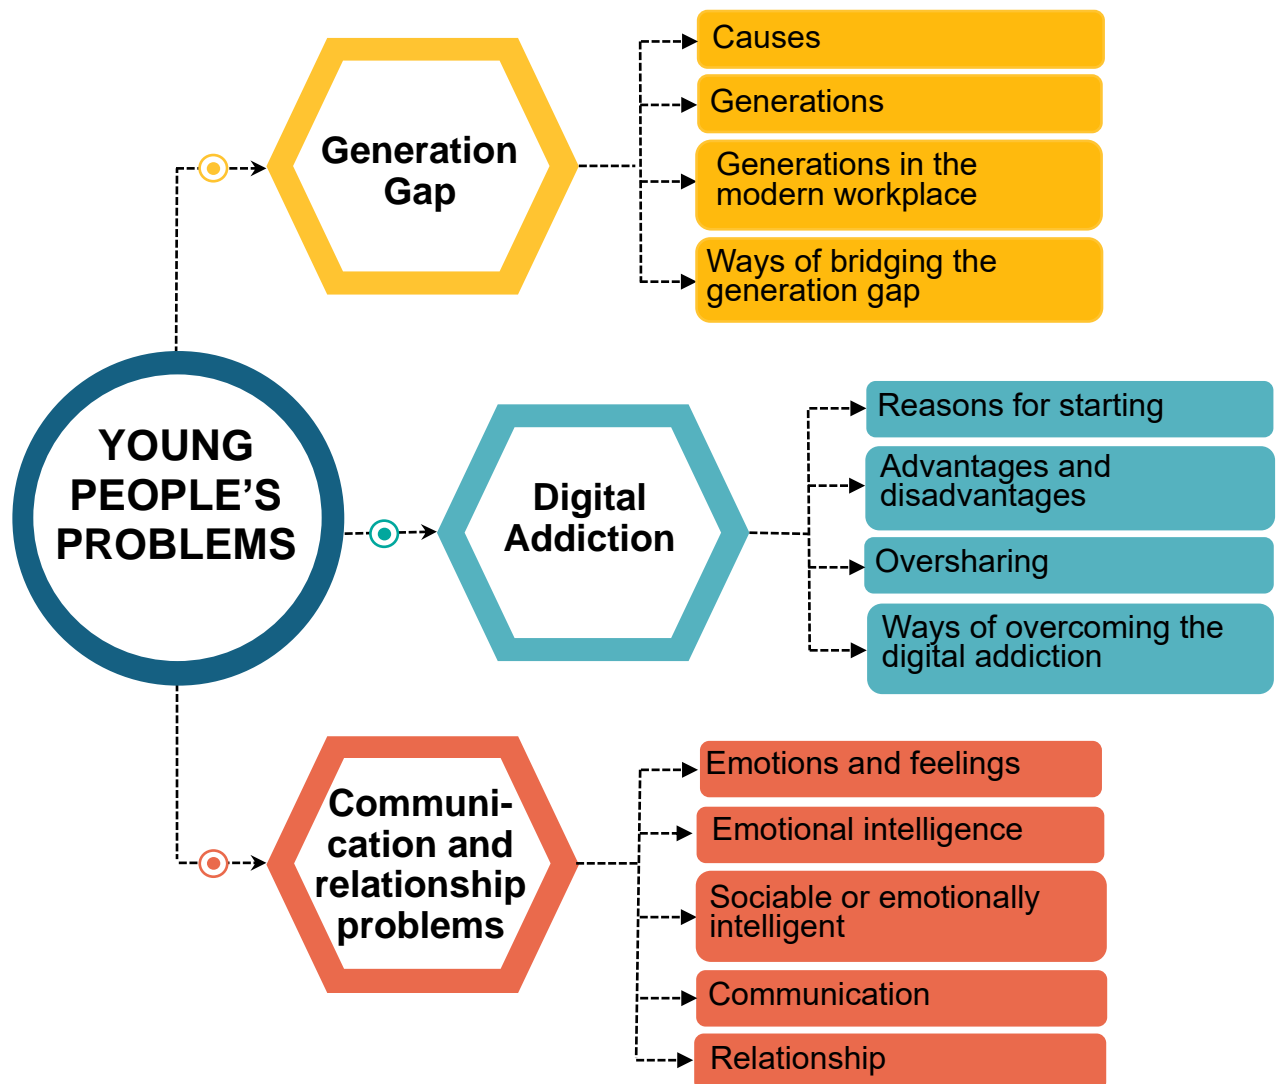 YOUNG
PEOPLE’S
PROBLEMS
Generation
Gap
Causes
Generations
Generations in the
modern workplace
Ways of bridging the
generation gap
Digital
Addiction
Reasons for starting
Advantages and
disadvantages
Oversharing
Ways of overcoming the
digital addiction
Communi-
cation and
relationship
problems
Emotions and feelings
Emotional intelligence
Sociable or emotionally
intelligent
Communication
Relationship